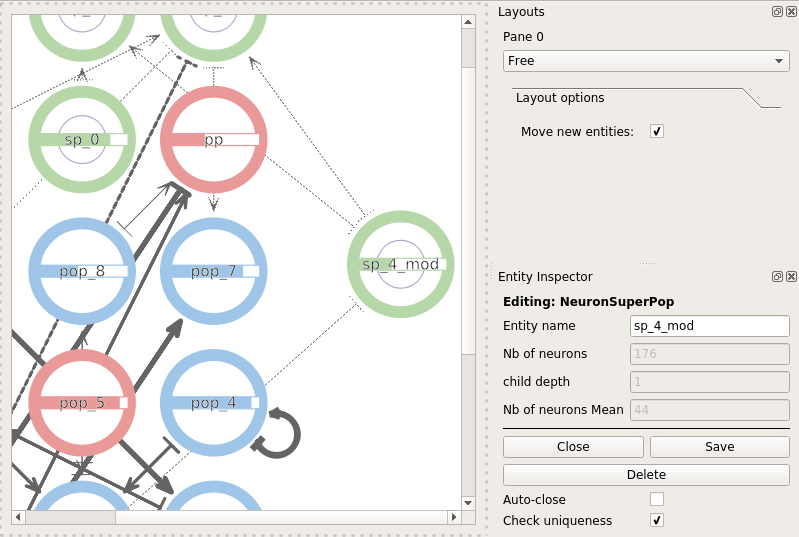 Layouts
Pane 0
Free
Layout options
Move new entities:
sp_0
pp
pop_8
pop_7
sp_4_mod
pop_5
pop_4
Entity Inspector
Editing: NeuronSuperPop
Entity name sp_4_mod
Nb of neurons 176
child depth 1
Nb of neurons Mean 44
Close Save
Delete
Auto-close
Check uniqueness